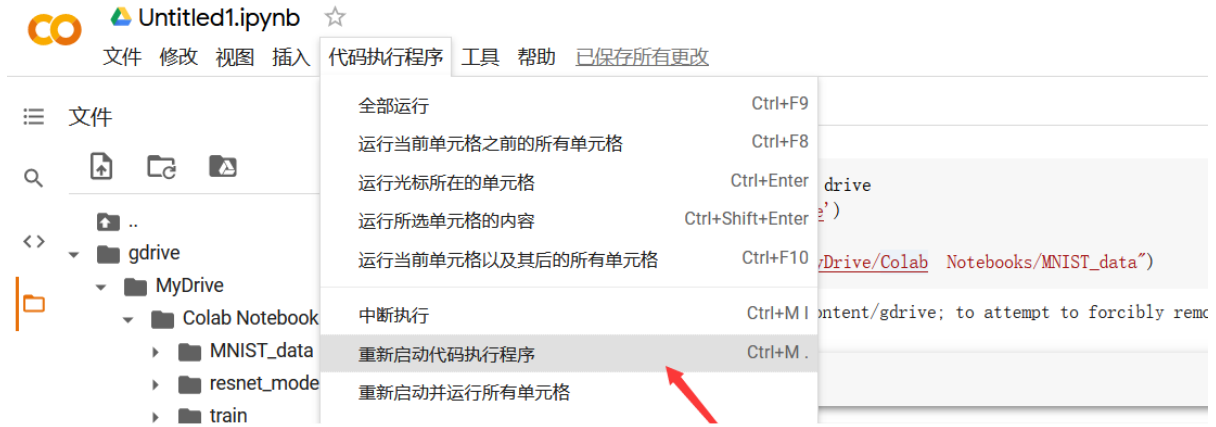 Untitled1.ipynb
文件 修改 视图 插入 代码执行程序 工具 帮助 已保存所有更改
文件
全部运行 Ctrl+F9
运行当前单元格之前的所有单元格 Ctrl+F8
运行光标所在的单元格 Ctrl+Enter
运行所选单元格的内容 Ctrl+Shift+Enter
运行当前单元格以及其后的所有单元格 Ctrl+F10
中断执行 Ctrl+M I
重新启动代码执行程序 Ctrl+M .
重新启动并运行所有单元格
..
gdrive
MyDrive
Colab Notebook
MNIST_data
resnet_mode
train
drive
e')
yDrive/Colab Notebooks/MNIST_data")
ontent/gdrive; to attempt to forcibly remo